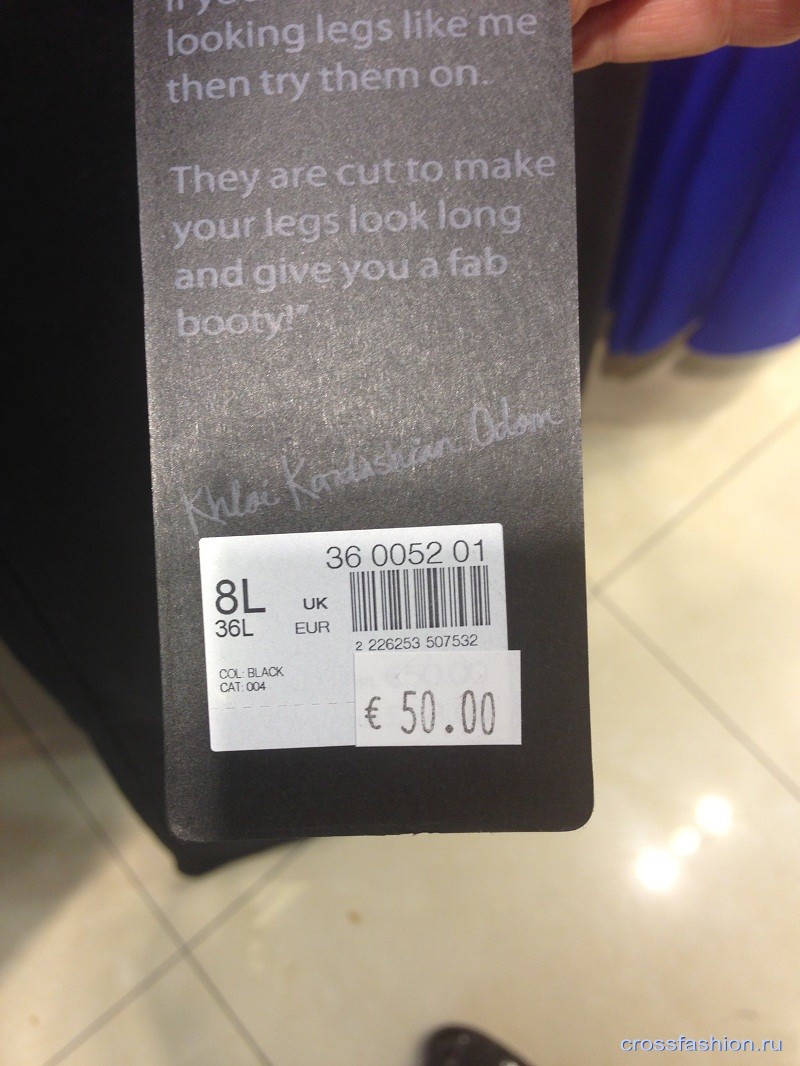 looking legs like me
then try them on.
They are cut to make
your legs look long
and give you a fab
booty!"
Khloé Kardashian Odom
36 0052 01
8L UK
36L EUR
2 226253 507532
COL: BLACK
CAT: 004
€ 50.00
crossfashion.ru